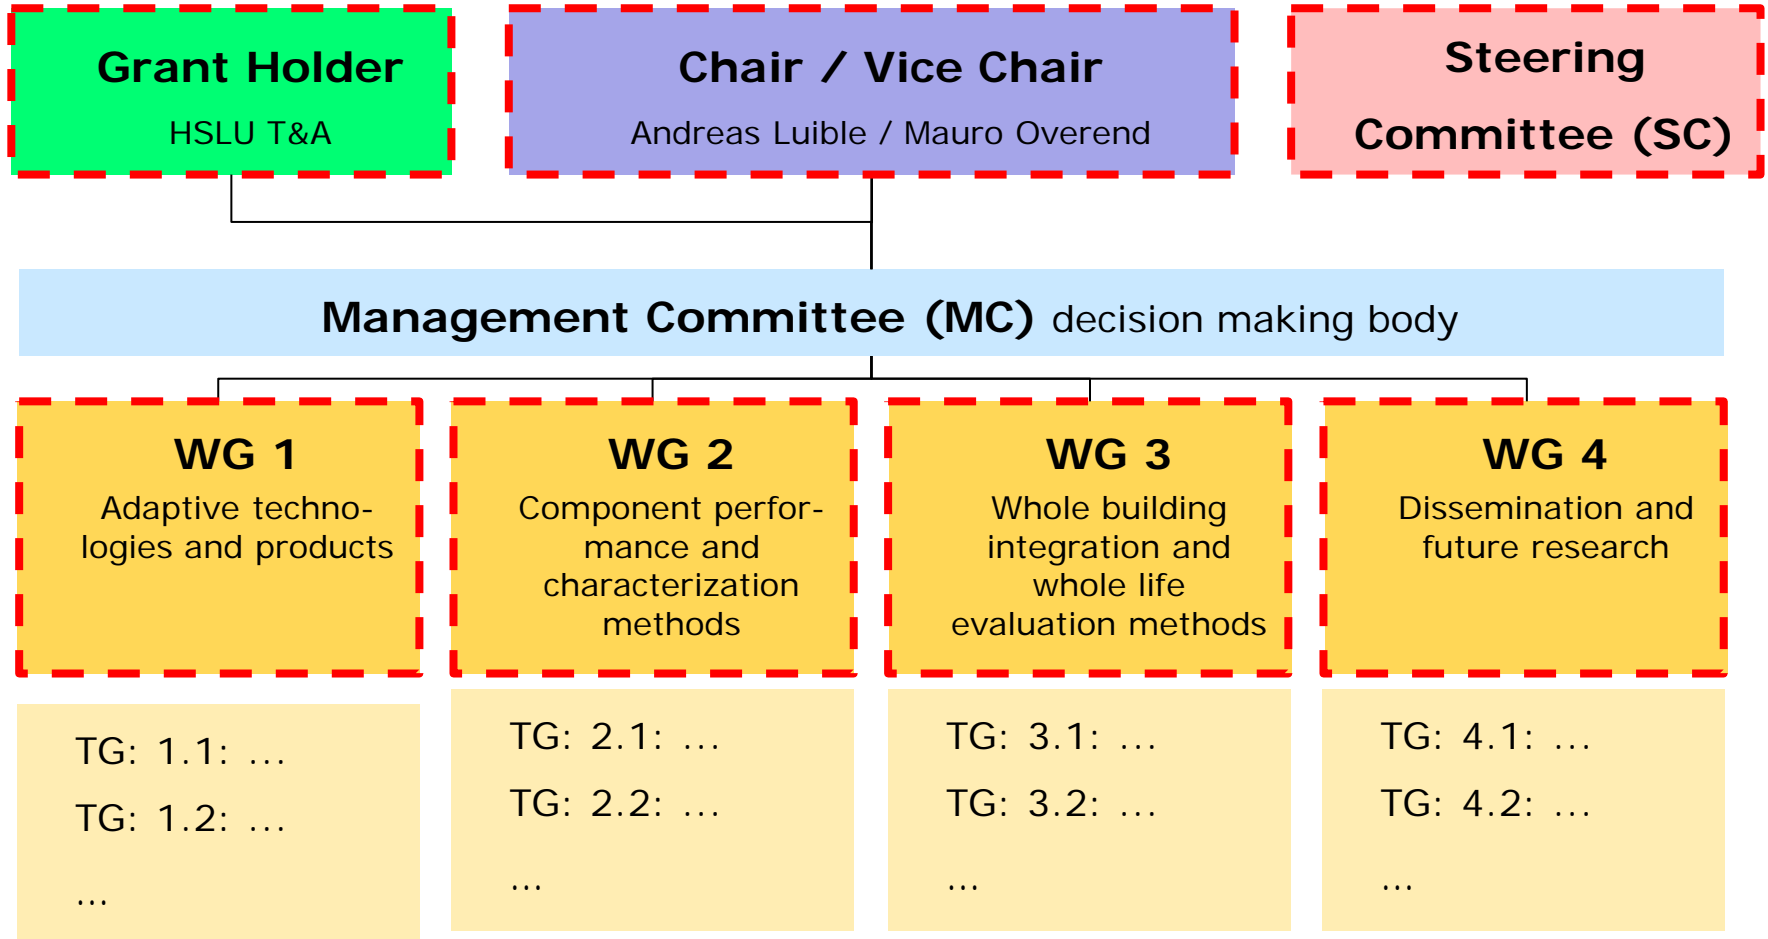 Grant Holder
HSLU T&A
Chair / Vice Chair
Andreas Luible / Mauro Overend
Steering
Committee (SC)
Management Committee (MC) decision making body
WG 1
Adaptive techno-
logies and products
WG 2
Component perfor-
mance and
characterization
methods
WG 3
Whole building
integration and
whole life
evaluation methods
WG 4
Dissemination and
future research
TG: 1.1: ...
TG: 1.2: ...
...
TG: 2.1: ...
TG: 2.2: ...
...
TG: 3.1: ...
TG: 3.2: ...
...
TG: 4.1: ...
TG: 4.2: ...
...